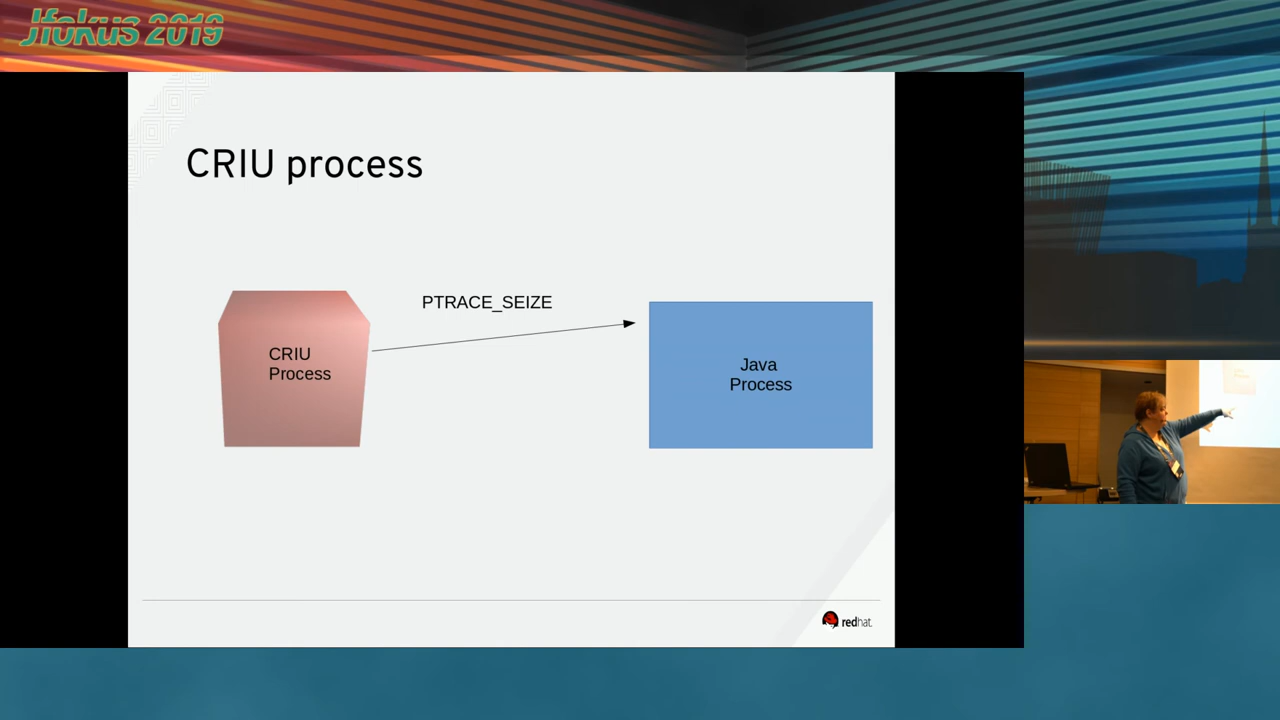 Jfokus 2019
CRIU process
PTRACE_SEIZE
CRIU
Process
Java
Process
redhat.